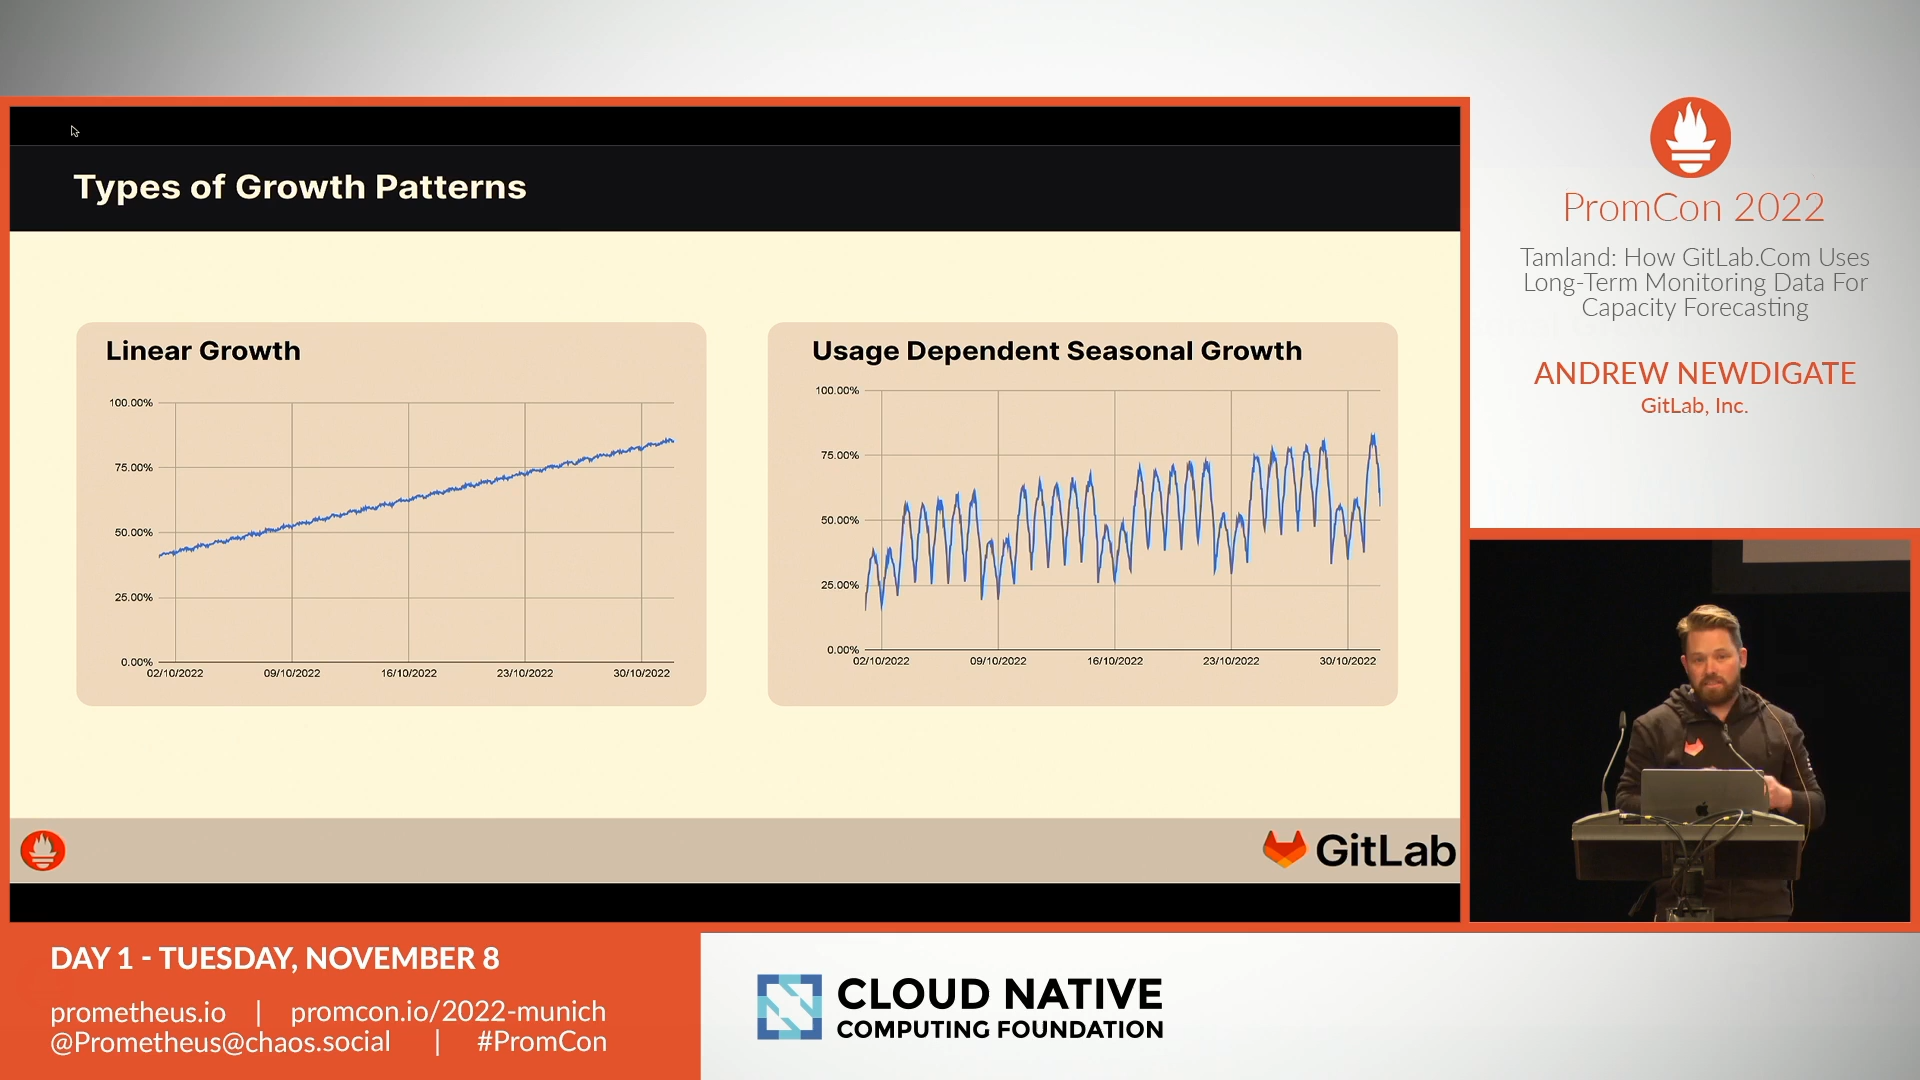 Types of Growth Patterns
Linear Growth
100.00%
75.00%
50.00%
25.00%
0.00%
02/10/2022
09/10/2022
16/10/2022
23/10/2022
30/10/2022
Usage Dependent Seasonal Growth
100.00%
75.00%
50.00%
25.00%
0.00%
02/10/2022
09/10/2022
16/10/2022
23/10/2022
30/10/2022
GitLab
PromCon 2022
Tamland: How GitLab.Com Uses
Long-Term Monitoring Data For
Capacity Forecasting
ANDREW NEWDIGATE
GitLab, Inc.
DAY 1 - TUESDAY, NOVEMBER 8
prometheus.io | promcon.io/2022-munich
@Prometheus@chaos.social | #PromCon
CLOUD NATIVE
COMPUTING FOUNDATION